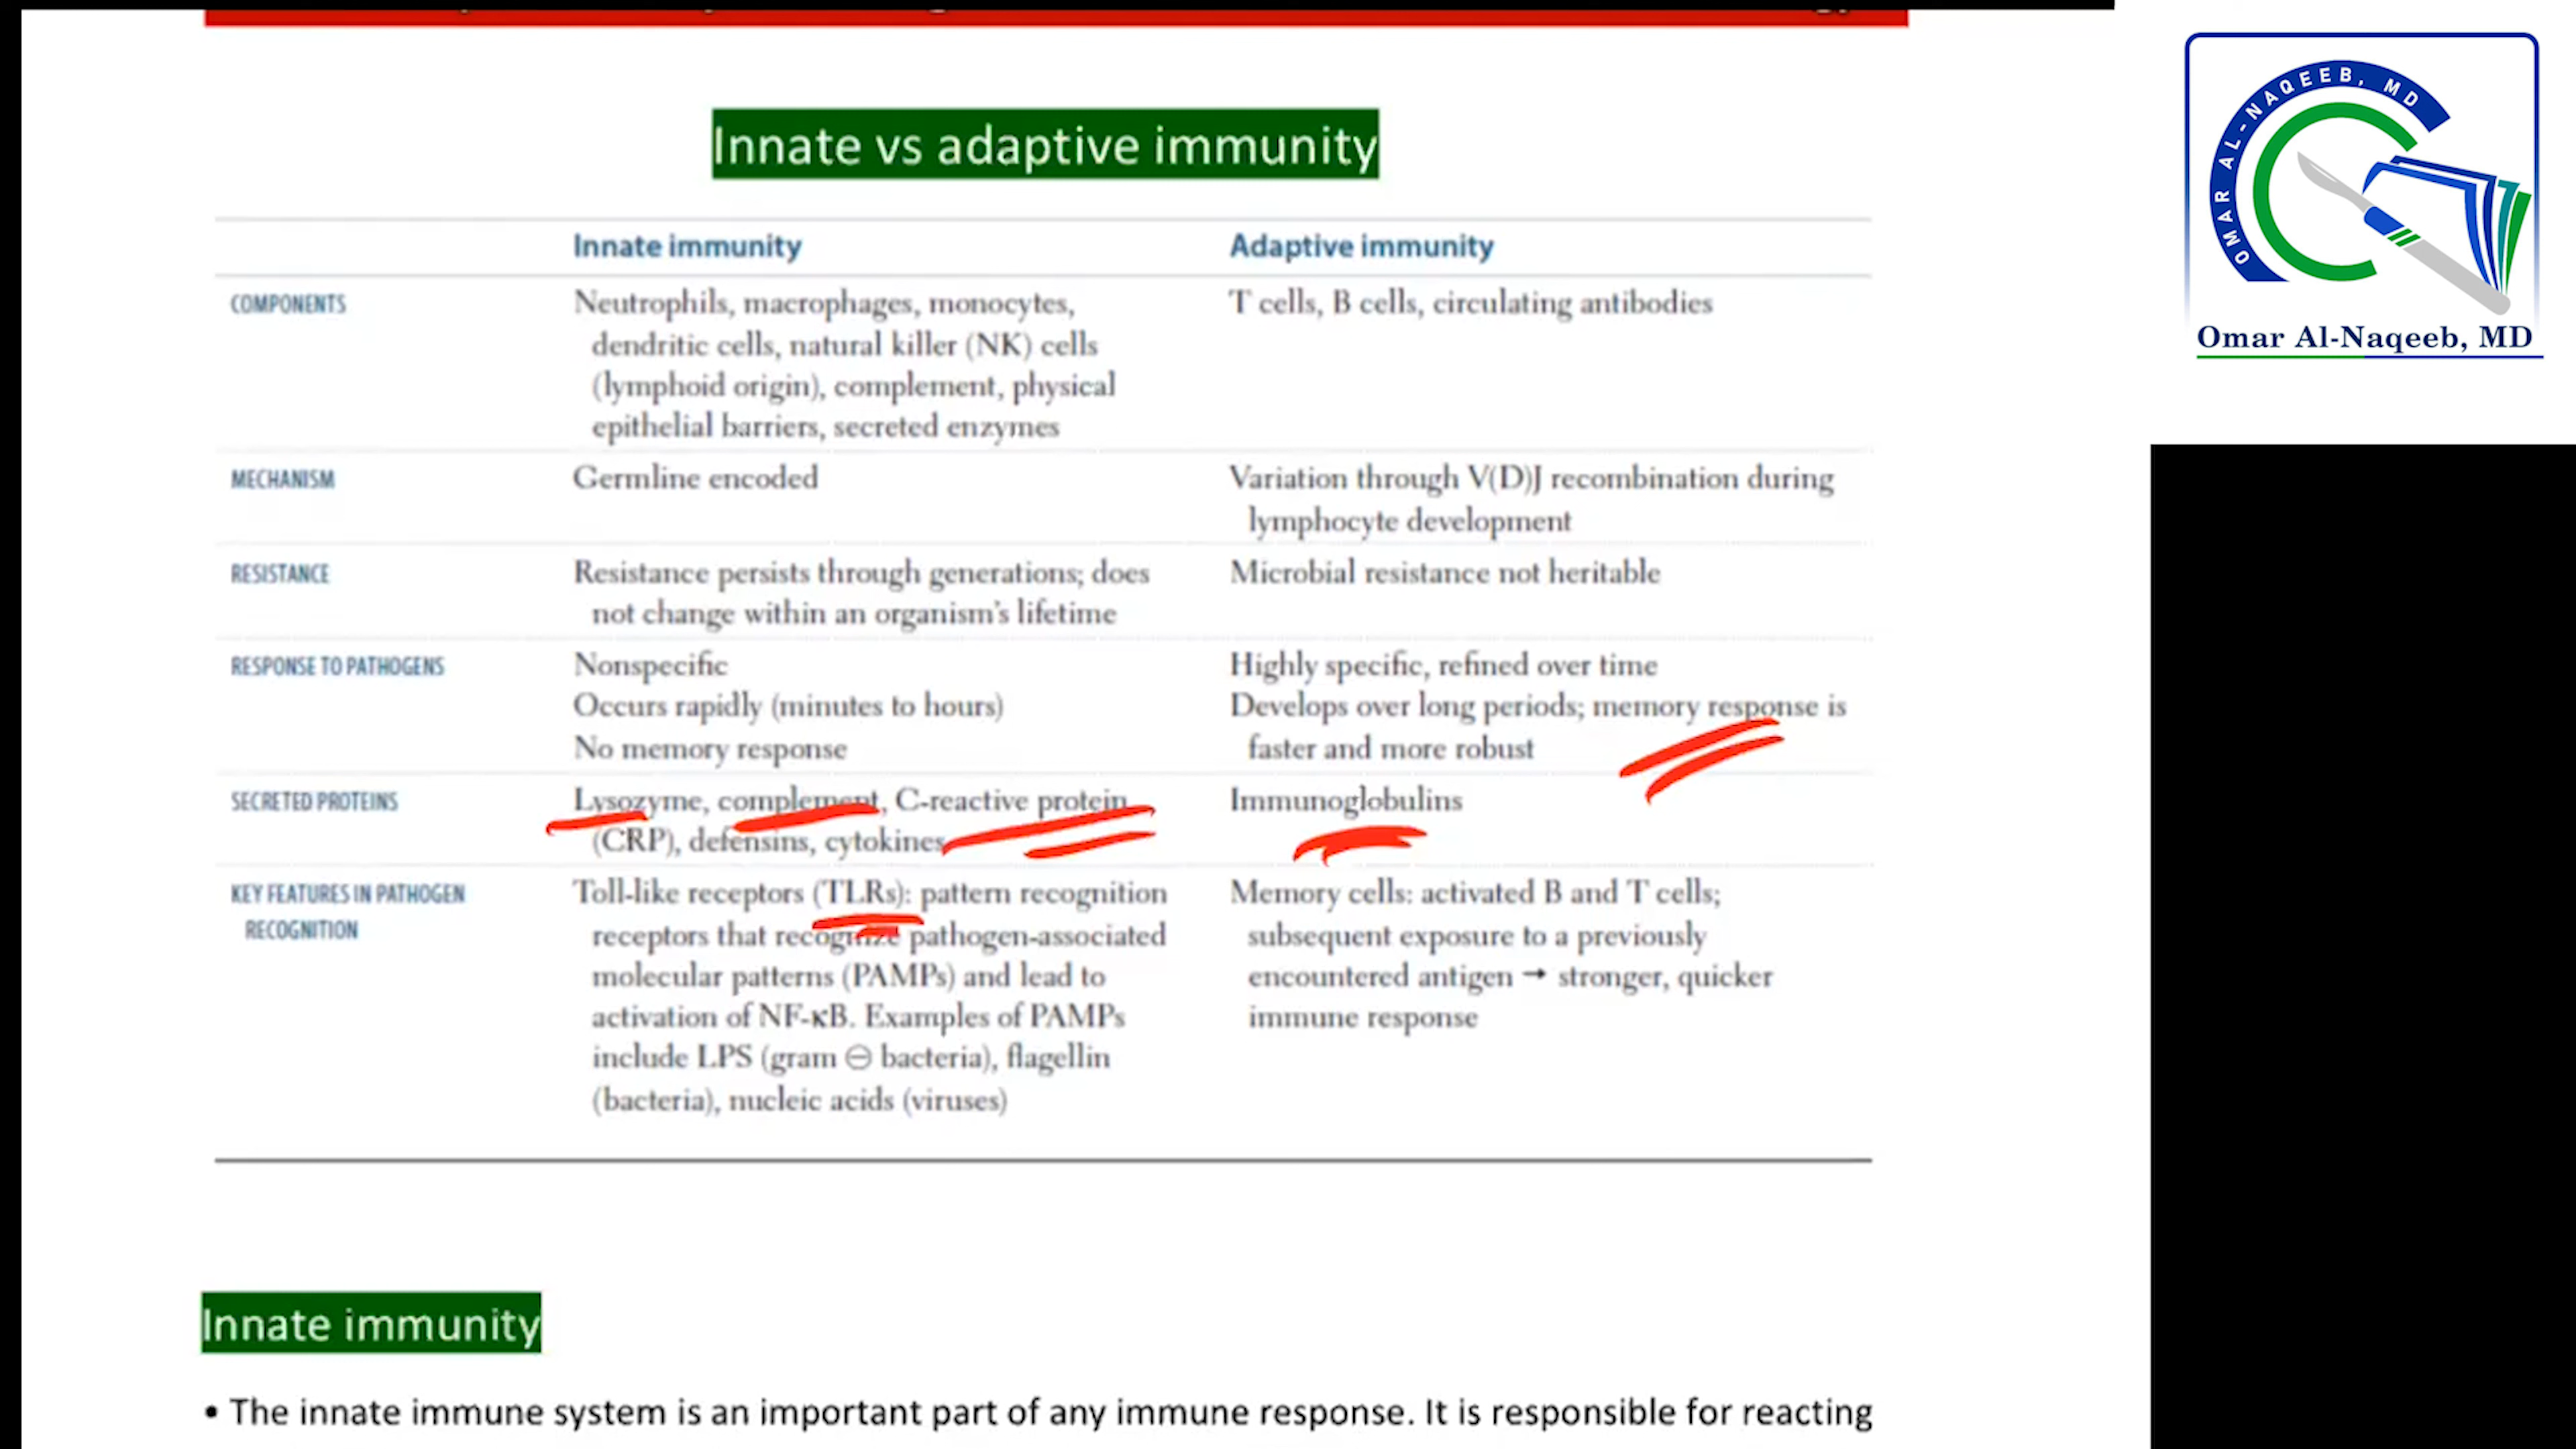 Innate vs adaptive immunity
Innate immunity
Adaptive immunity
COMPONENTS
Neutrophils, macrophages, monocytes,
dendritic cells, natural killer (NK) cells
(lymphoid origin), complement, physical
epithelial barriers, secreted enzymes
T cells, B cells, circulating antibodies
MECHANISM
Germline encoded
Variation through V(D)J recombination during
lymphocyte development
RESISTANCE
Resistance persists through generations; does
not change within an organism's lifetime
Microbial resistance not heritable
RESPONSE TO PATHOGENS
Nonspecific
Occurs rapidly (minutes to hours)
No memory response
Highly specific, refined over time
Develops over long periods; memory response is
faster and more robust
SECRETED PROTEINS
Lysozyme, complement, C-reactive protein
(CRP), defensins, cytokines
Immunoglobulins
KEY FEATURES IN PATHOGEN
RECOGNITION
Toll-like receptors (TLRs): pattern recognition
receptors that recognize pathogen-associated
molecular patterns (PAMPs) and lead to
activation of NF-κB. Examples of PAMPs
include LPS (gram ⊖ bacteria), flagellin
(bacteria), nucleic acids (viruses)
Memory cells: activated B and T cells;
subsequent exposure to a previously
encountered antigen → stronger, quicker
immune response
Innate immunity
• The innate immune system is an important part of any immune response. It is responsible for reacting
OMAR AL-NAQEEB, MD
Omar Al-Naqeeb, MD